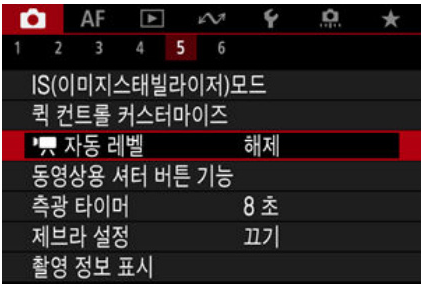 AF
1 2 3 4 5 6
IS(이미지스태빌라이저)모드
퀵 컨트롤 커스터마이즈
자동 레벨 해제
동영상용 셔터 버튼 기능
측광 타이머 8 초
제브라 설정 끄기
촬영 정보 표시